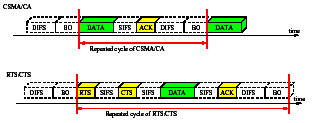 CSMA/CA
DIFS BO DATA SIFS ACK DIFS BO DATA
time
Repeated cycle of CSMA/CA
RTS/CTS
DIFS BO RTS SIFS CTS SIFS DATA SIFS ACK DIFS BO
time
Repeated cycle of RTS/CTS